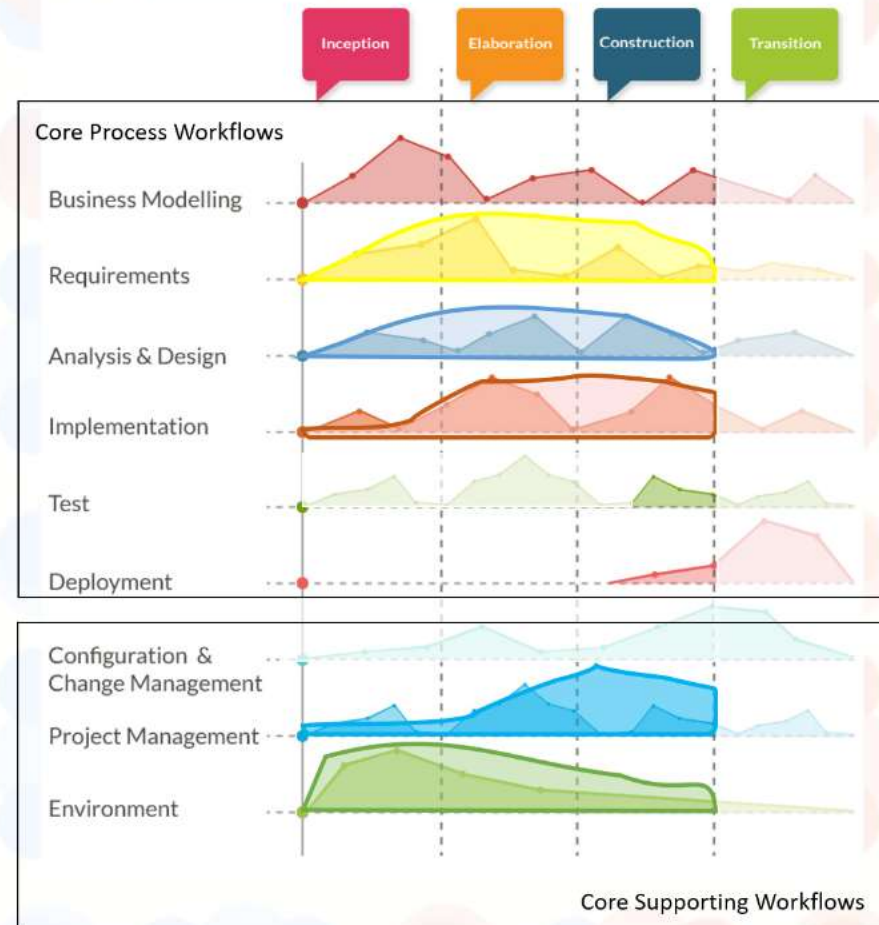 Inception
Elaboration
Construction
Transition
Core Process Workflows
Business Modelling
Requirements
Analysis & Design
Implementation
Test
Deployment
Configuration &
Change Management
Project Management
Environment
Core Supporting Workflows